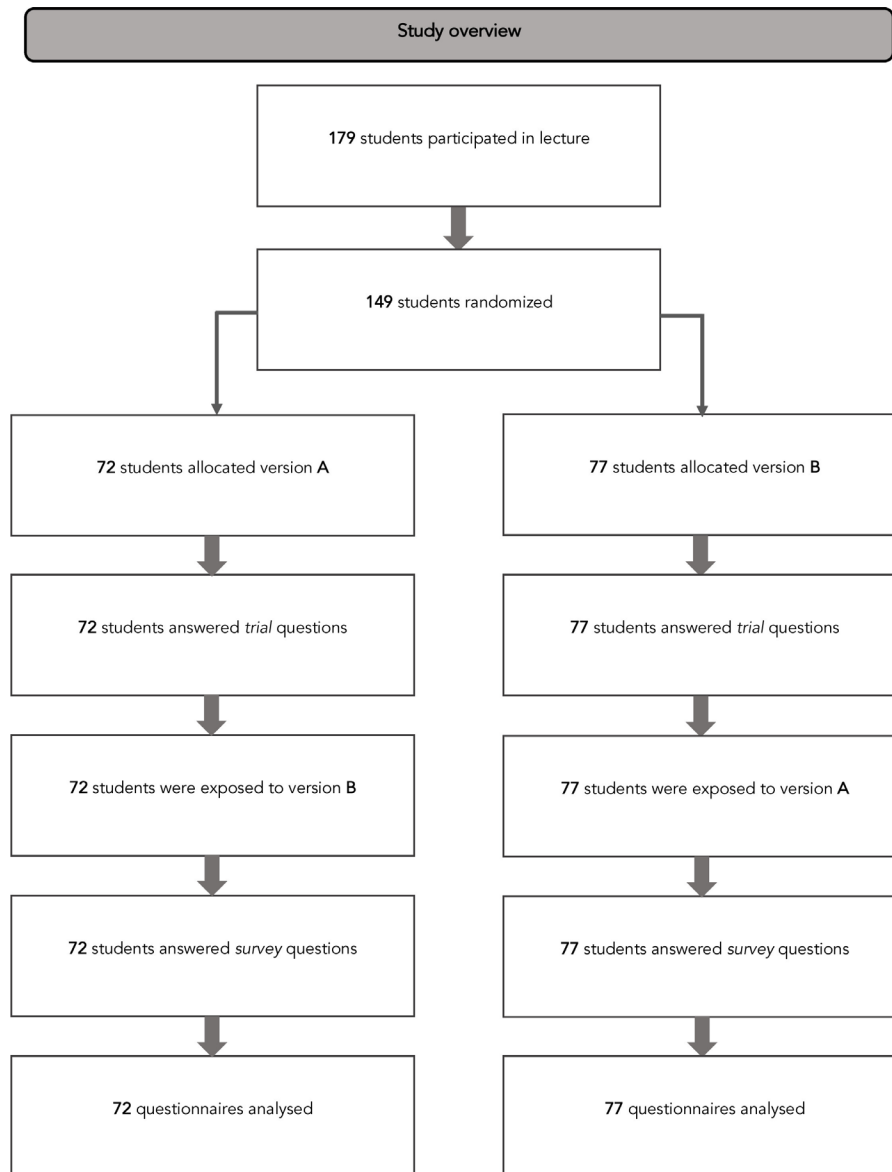 Study overview
179 students participated in lecture
149 students randomized
72 students allocated version A
77 students allocated version B
72 students answered trial questions
77 students answered trial questions
72 students were exposed to version B
77 students were exposed to version A
72 students answered survey questions
77 students answered survey questions
72 questionnaires analysed
77 questionnaires analysed